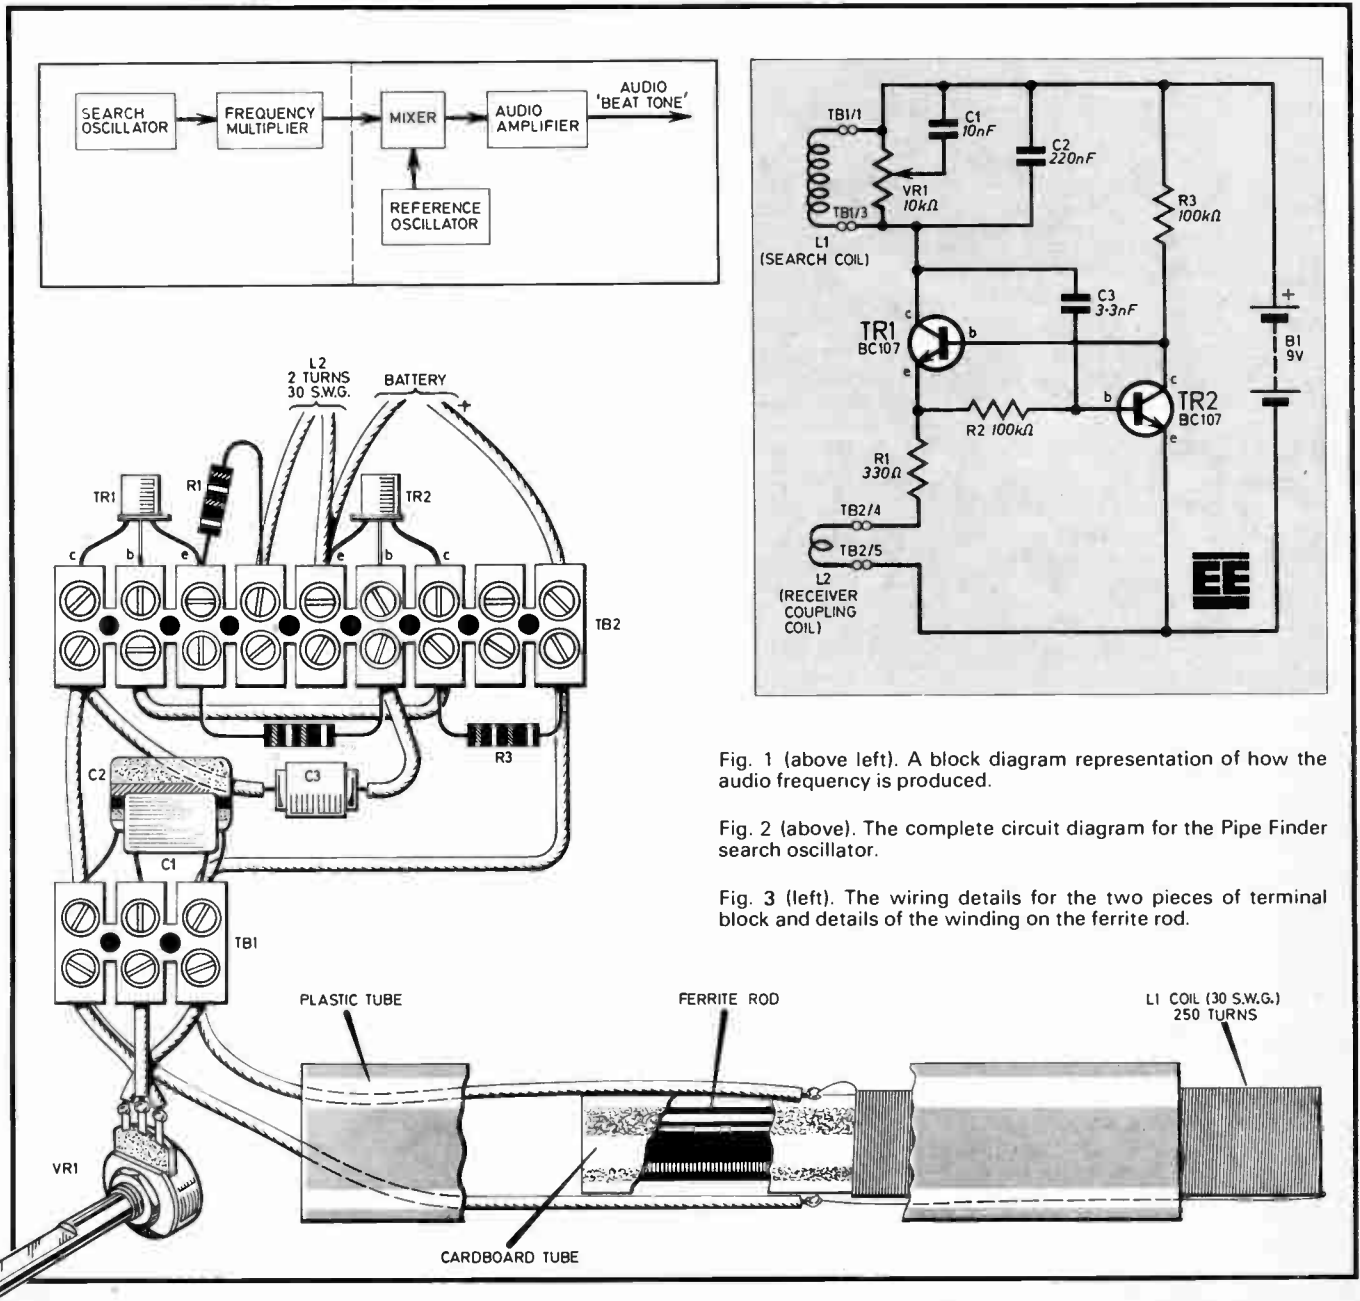 SEARCH
OSCILLATOR
FREQUENCY
MULTIPLIER
MIXER
AUDIO
AMPLIFIER
AUDIO
'BEAT TONE'
REFERENCE
OSCILLATOR
TB1/1
C1
10nF
C2
220nF
VR1
10kΩ
TB1/3
L1
(SEARCH COIL)
R3
100kΩ
C3
3·3nF
+
B1
9V
c
TR1
BC107
b
e
c
b
TR2
BC107
e
R2 100kΩ
R1
330Ω
TB2/4
TB2/5
L2
(RECEIVER
COUPLING
COIL)
EE
L2
2 TURNS
30 S.W.G.
BATTERY
+
TR1
R1
TR2
c
b
e
e
b
c
TB2
R3
C2
C3
C1
TB1
VR1
Fig. 1 (above left). A block diagram representation of how the
audio frequency is produced.
Fig. 2 (above). The complete circuit diagram for the Pipe Finder
search oscillator.
Fig. 3 (left). The wiring details for the two pieces of terminal
block and details of the winding on the ferrite rod.
PLASTIC TUBE
FERRITE ROD
L1 COIL (30 S.W.G.)
250 TURNS
CARDBOARD TUBE